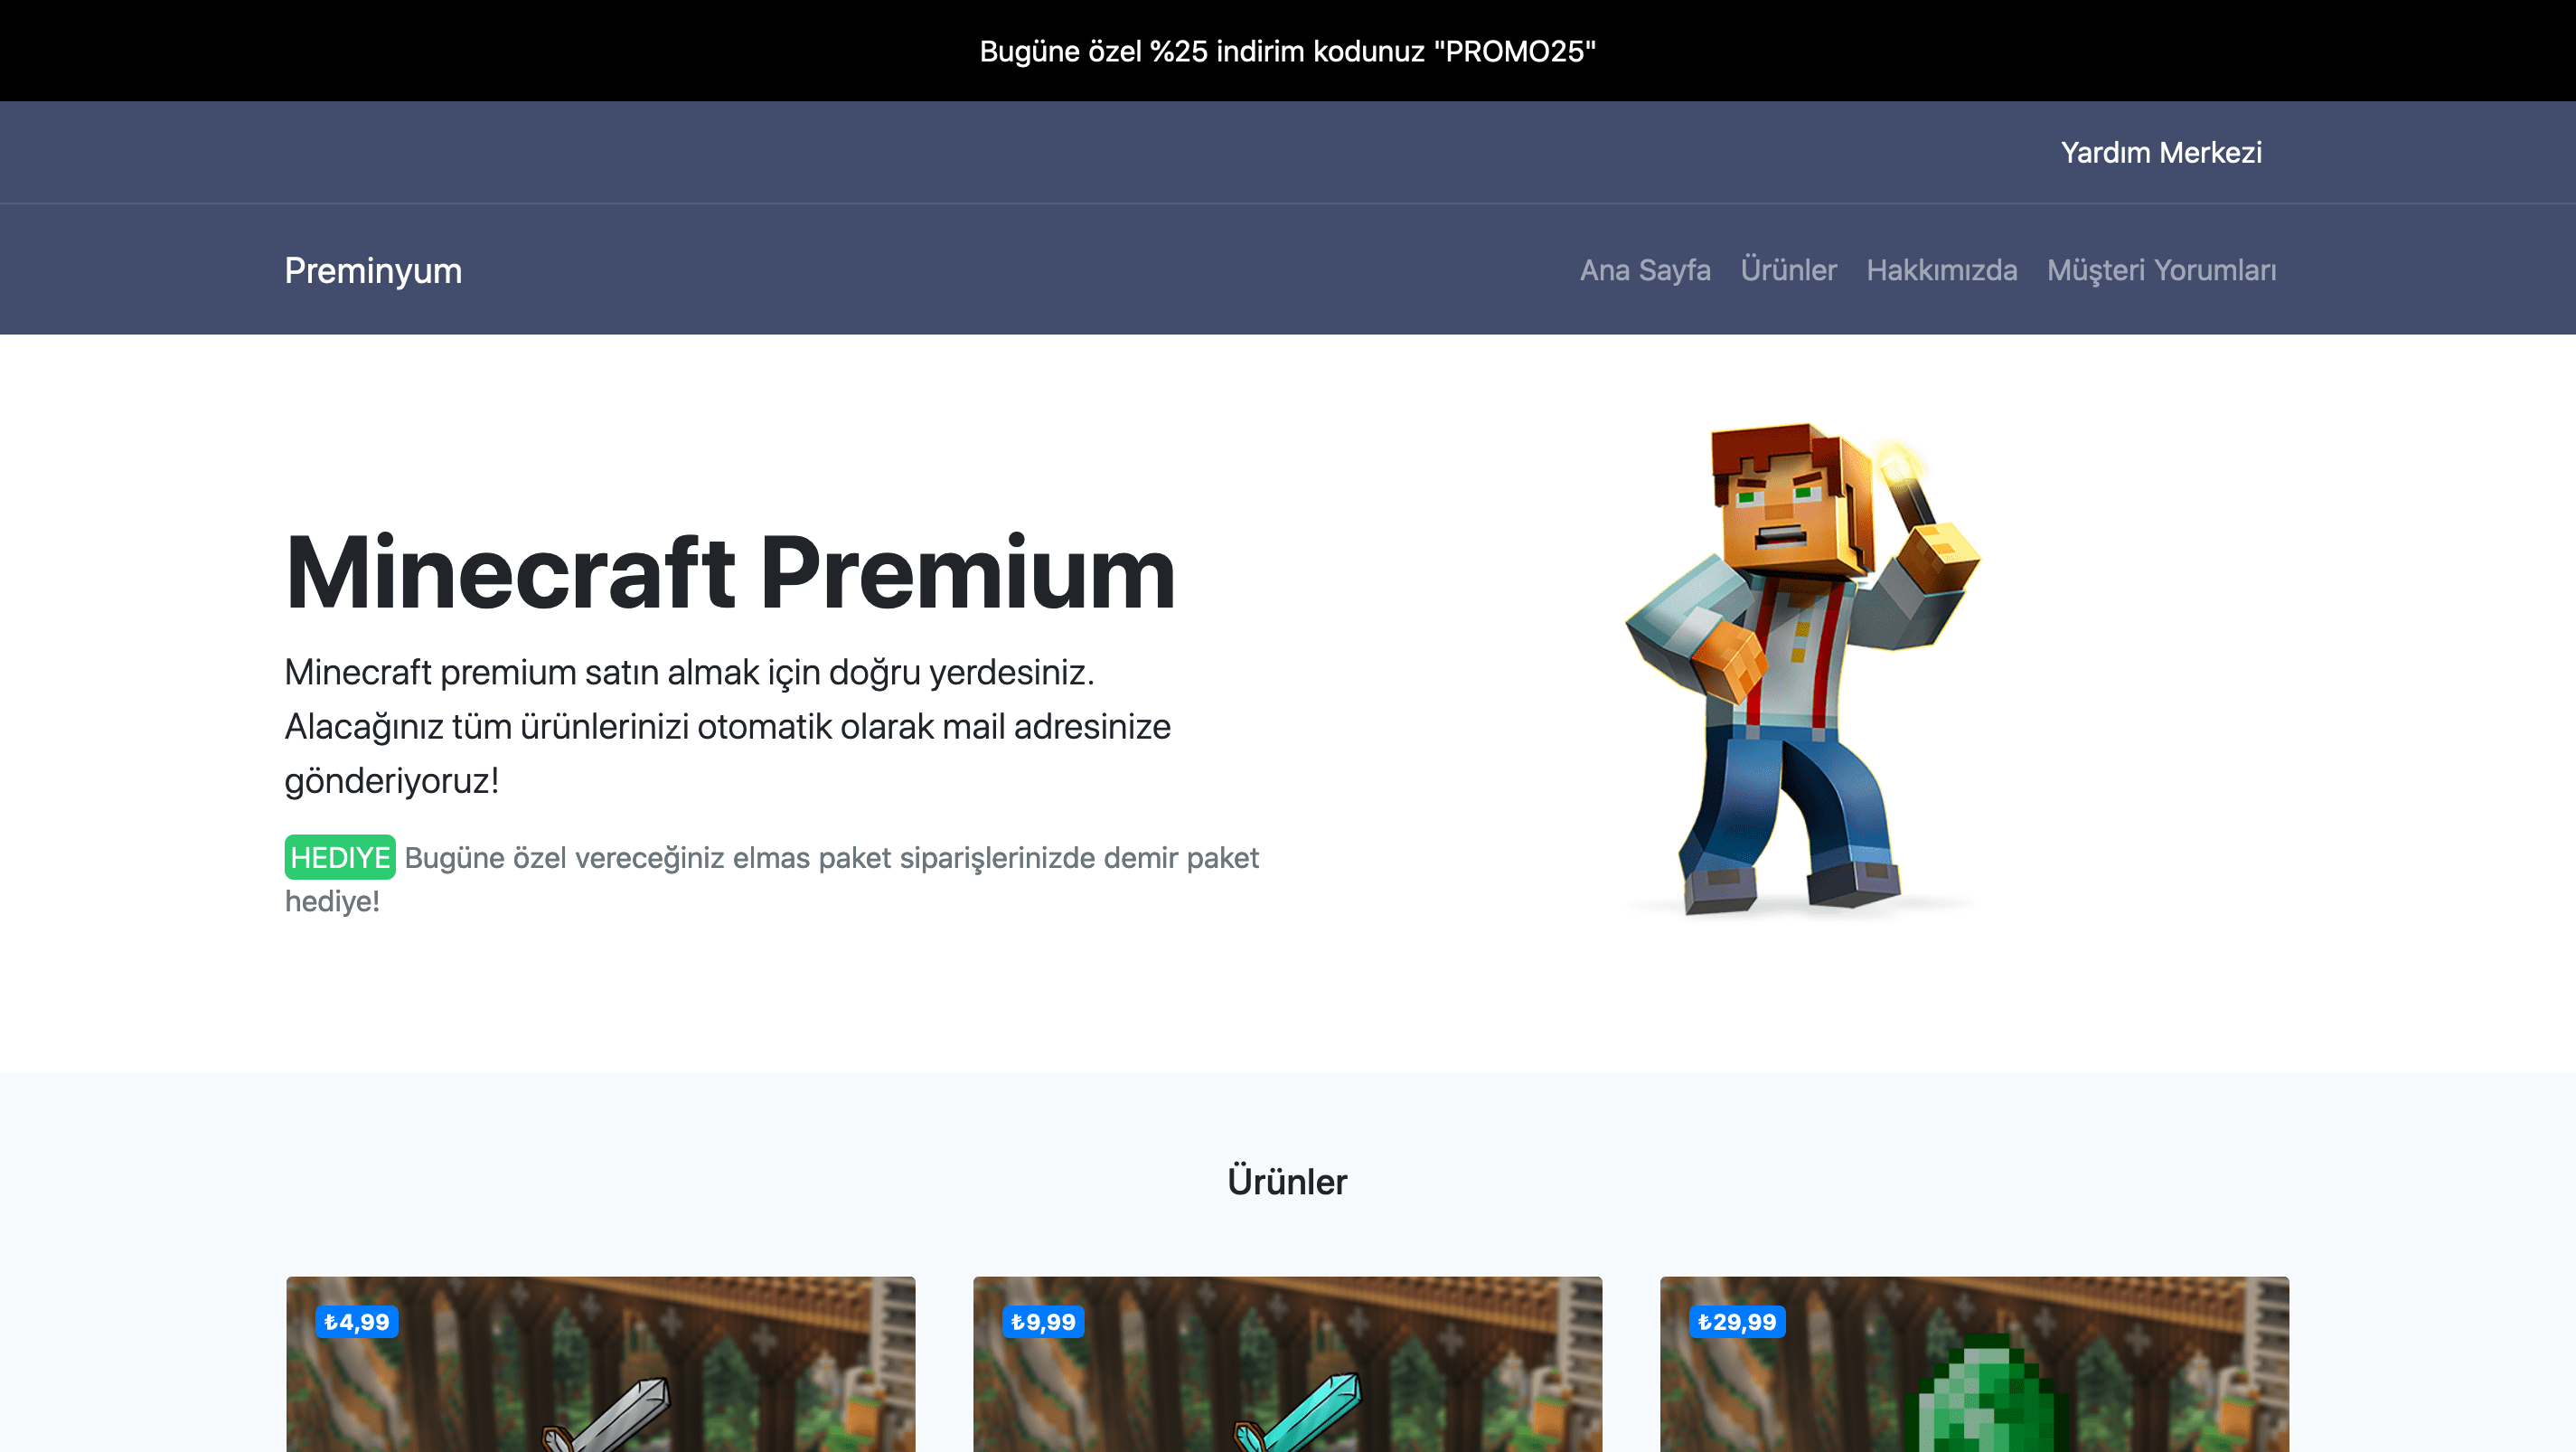 Bugüne özel %25 indirim kodunuz "PROMO25"
Yardım Merkezi
Preminyum
Ana Sayfa Ürünler Hakkımızda Müşteri Yorumları
Minecraft Premium
Minecraft premium satın almak için doğru yerdesiniz.
Alacağınız tüm ürünlerinizi otomatik olarak mail adresinize
gönderiyoruz!
HEDIYE Bugüne özel vereceğiniz elmas paket siparişlerinizde demir paket
hediye!
Ürünler
₺4,99
₺9,99
₺29,99